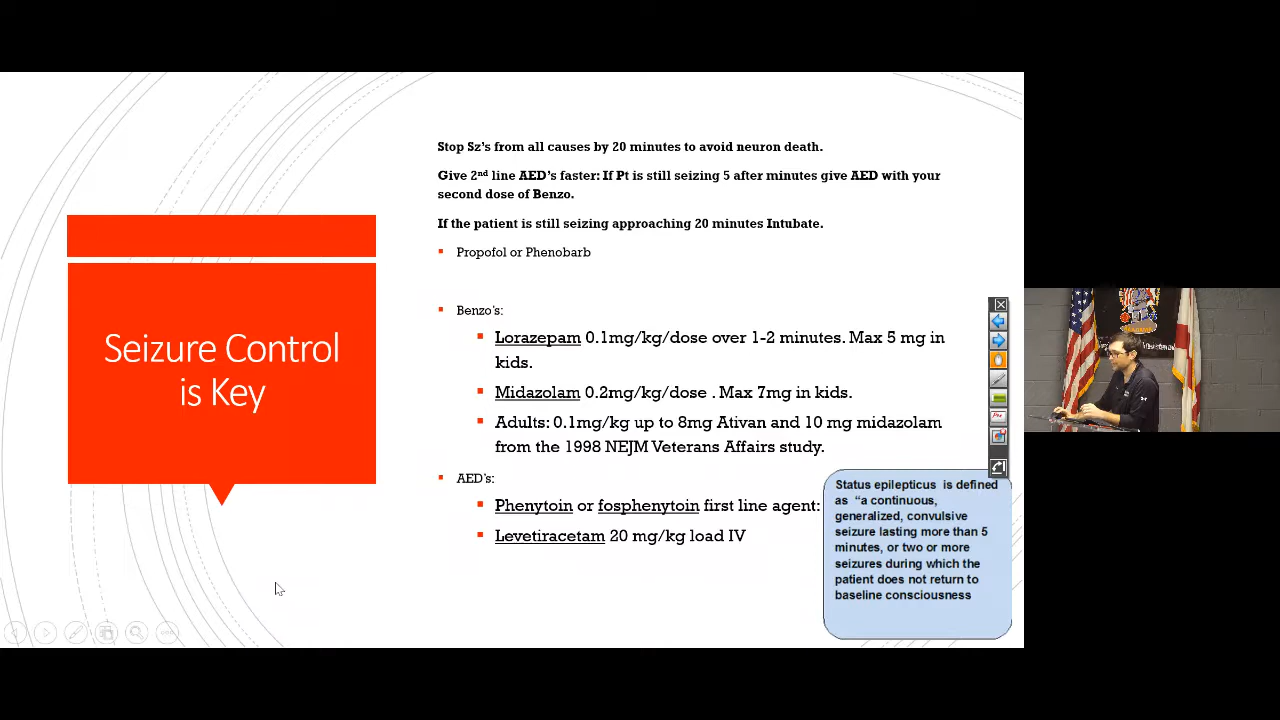 Stop Sz's from all causes by 20 minutes to avoid neuron death.
Give 2nd line AED's faster: If Pt is still seizing 5 after minutes give AED with your
second dose of Benzo.
If the patient is still seizing approaching 20 minutes Intubate.
Propofol or Phenobarb
Seizure Control
is Key
Benzo's:
Lorazepam 0.1mg/kg/dose over 1-2 minutes. Max 5 mg in
kids.
Midazolam 0.2mg/kg/dose . Max 7mg in kids.
Adults: 0.1mg/kg up to 8mg Ativan and 10 mg midazolam
from the 1998 NEJM Veterans Affairs study.
AED's:
Phenytoin or fosphenytoin first line agent:
Levetiracetam 20 mg/kg load IV
Status epilepticus is defined
as "a continuous,
generalized, convulsive
seizure lasting more than 5
minutes, or two or more
seizures during which the
patient does not return to
baseline consciousness